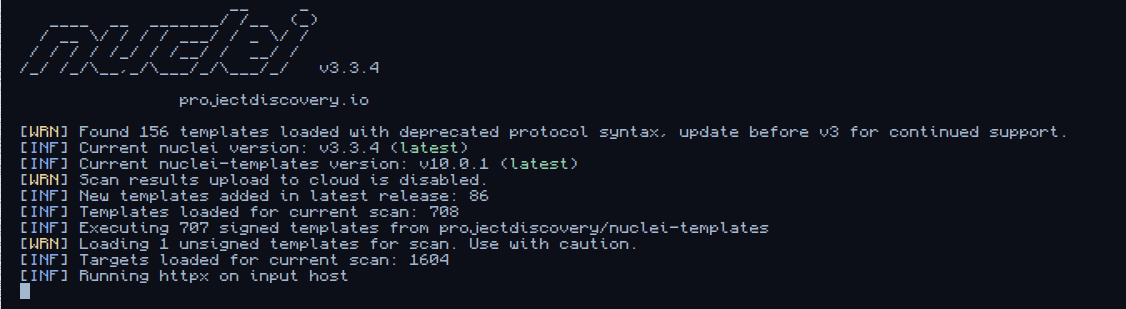 nuclei v3.3.4
projectdiscovery.io
[WRN] Found 156 templates loaded with deprecated protocol syntax, update before v3 for continued support.
[INF] Current nuclei version: v3.3.4 (latest)
[INF] Current nuclei-templates version: v10.0.1 (latest)
[WRN] Scan results upload to cloud is disabled.
[INF] New templates added in latest release: 86
[INF] Templates loaded for current scan: 708
[INF] Executing 707 signed templates from projectdiscovery/nuclei-templates
[WRN] Loading 1 unsigned templates for scan. Use with caution.
[INF] Targets loaded for current scan: 1604
[INF] Running httpx on input host